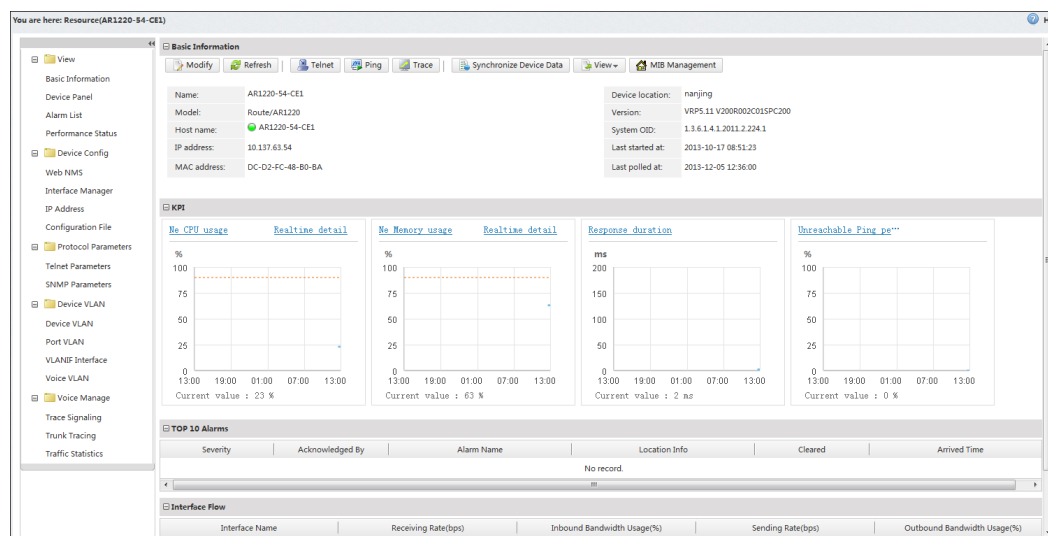 You are here: Resource(AR1220-54-CE1)
View
Basic Information
Device Panel
Alarm List
Performance Status
Device Config
Web NMS
Interface Manager
IP Address
Configuration File
Protocol Parameters
Telnet Parameters
SNMP Parameters
Device VLAN
Device VLAN
Port VLAN
VLANIF Interface
Voice VLAN
Voice Manage
Trace Signaling
Trunk Tracing
Traffic Statistics
Basic Information
Modify Refresh Telnet Ping Trace Synchronize Device Data View MIB Management
Name: AR1220-54-CE1 Device location: nanjing
Model: Route/AR1220 Version: VRP5.11 V200R002C01SPC200
Host name: AR1220-54-CE1 System OID: 1.3.6.1.4.1.2011.2.224.1
IP address: 10.137.63.54 Last started at: 2013-10-17 08:51:23
MAC address: DC-D2-FC-48-B0-BA Last polled at: 2013-12-05 12:36:00
KPI
Ne CPU usage Realtime detail
%
100
75
50
25
0
13:00 19:00 01:00 07:00 13:00
Current value : 23 %
Ne Memory usage Realtime detail
%
100
75
50
25
0
13:00 19:00 01:00 07:00 13:00
Current value : 63 %
Response duration
ms
200
150
100
50
0
13:00 19:00 01:00 07:00 13:00
Current value : 2 ms
Unreachable Ping pe…
%
100
75
50
25
0
13:00 19:00 01:00 07:00 13:00
Current value : 0 %
TOP 10 Alarms
Severity Acknowledged By Alarm Name Location Info Cleared Arrived Time
No record.
Interface Flow
Interface Name Receiving Rate(bps) Inbound Bandwidth Usage(%) Sending Rate(bps) Outbound Bandwidth Usage(%)